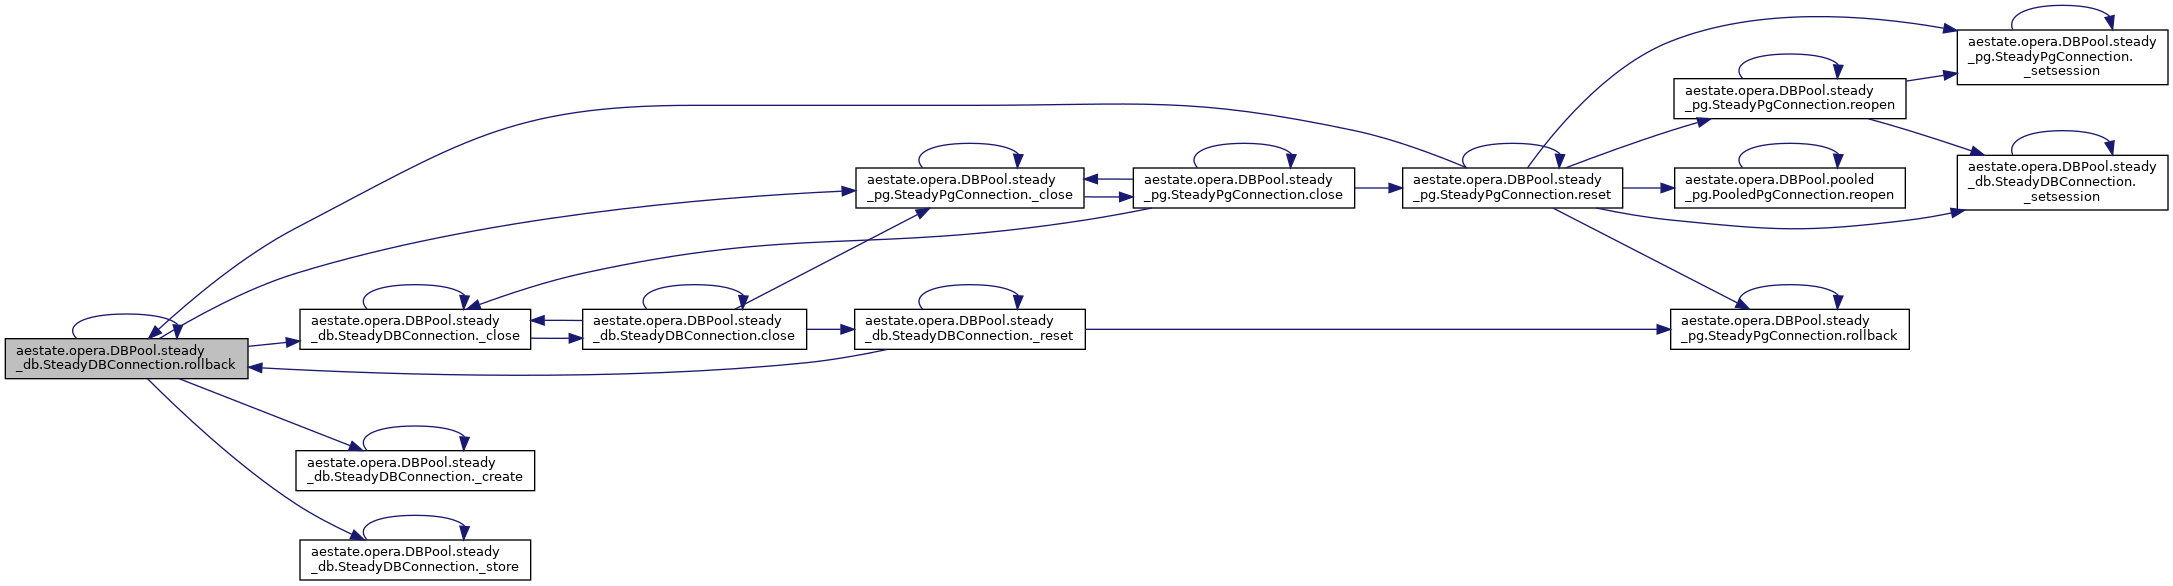 aestate.opera.DBPool.steady
_pg.SteadyPgConnection.
_setsession
aestate.opera.DBPool.steady
_pg.SteadyPgConnection.reopen
aestate.opera.DBPool.steady
_db.SteadyDBConnection.
_setsession
aestate.opera.DBPool.steady
_pg.SteadyPgConnection._close
aestate.opera.DBPool.steady
_pg.SteadyPgConnection.close
aestate.opera.DBPool.steady
_pg.SteadyPgConnection.reset
aestate.opera.DBPool.pooled
_pg.PooledPgConnection.reopen
aestate.opera.DBPool.steady
_db.SteadyDBConnection._close
aestate.opera.DBPool.steady
_db.SteadyDBConnection.close
aestate.opera.DBPool.steady
_db.SteadyDBConnection._reset
aestate.opera.DBPool.steady
_pg.SteadyPgConnection.rollback
aestate.opera.DBPool.steady
_db.SteadyDBConnection.rollback
aestate.opera.DBPool.steady
_db.SteadyDBConnection._create
aestate.opera.DBPool.steady
_db.SteadyDBConnection._store